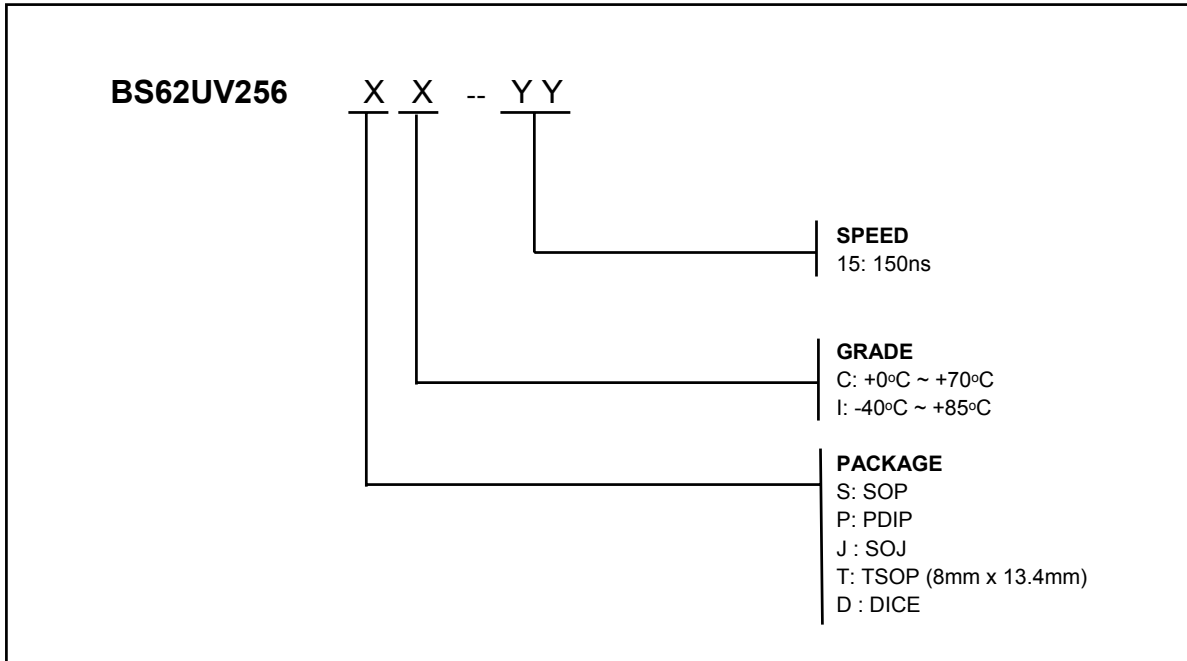 BS62UV256 X X -- Y Y
SPEED
15: 150ns
GRADE
C: +0ºC ~ +70ºC
I: -40ºC ~ +85ºC
PACKAGE
S: SOP
P: PDIP
J : SOJ
T: TSOP (8mm x 13.4mm)
D : DICE